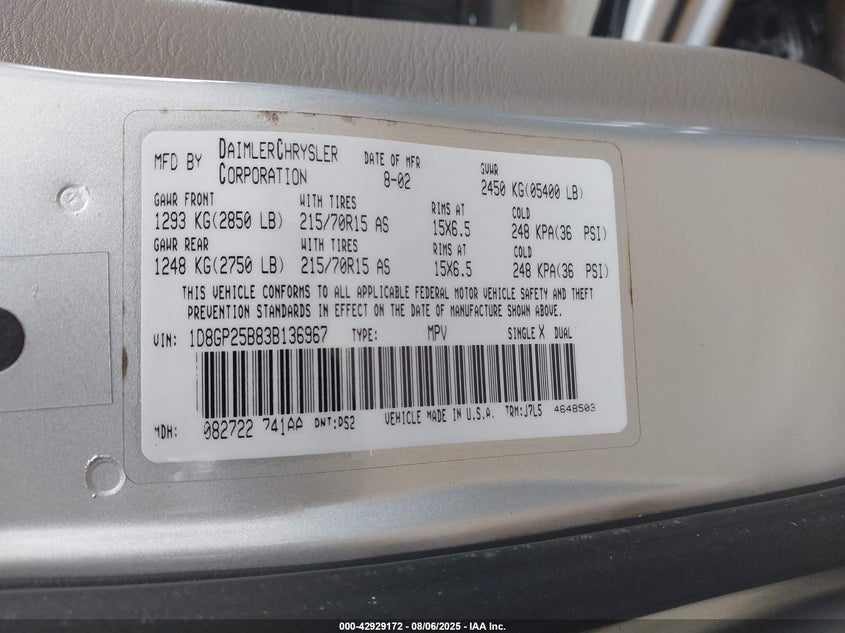 MFD BY DAIMLERCHRYSLER CORPORATION DATE OF MFR 8-02 GVWR 2450 KG(05400 LB)
GAWR FRONT WITH TIRES RIMS AT COLD
1293 KG(2850 LB) 215/70R15 AS 15X6.5 248 KPA(36 PSI)
GAWR REAR WITH TIRES RIMS AT COLD
1248 KG(2750 LB) 215/70R15 AS 15X6.5 248 KPA(36 PSI)
THIS VEHICLE CONFORMS TO ALL APPLICABLE FEDERAL MOTOR VEHICLE SAFETY AND THEFT
PREVENTION STANDARDS IN EFFECT ON THE DATE OF MANUFACTURE SHOWN ABOVE.
VIN: 1D8GP25B83B136967 TYPE: MPV SINGLE X DUAL
MDH: 082722 741AA PNT:PS2 VEHICLE MADE IN U.S.A. TRM:J7L5 4648503
000-42929172 - 08/06/2025 - IAA Inc.